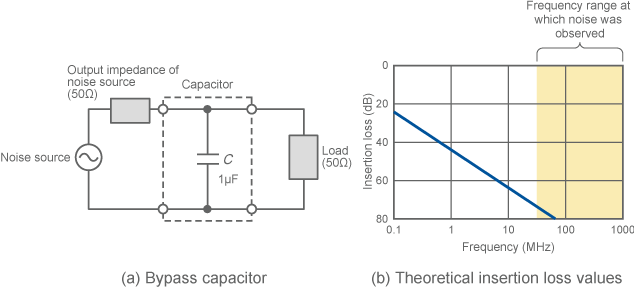 Output impedance of
noise source
(50Ω)
Capacitor
Noise source
C
1μF
Load
(50Ω)
(a) Bypass capacitor
Frequency range at
which noise was
observed
Insertion loss (dB)
0
20
40
60
80
0.1
1
10
100
1000
Frequency (MHz)
(b) Theoretical insertion loss values